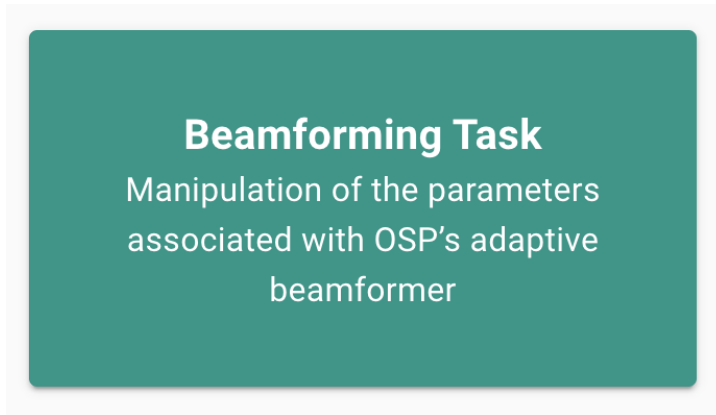 Beamforming Task
Manipulation of the parameters
associated with OSP’s adaptive
beamformer